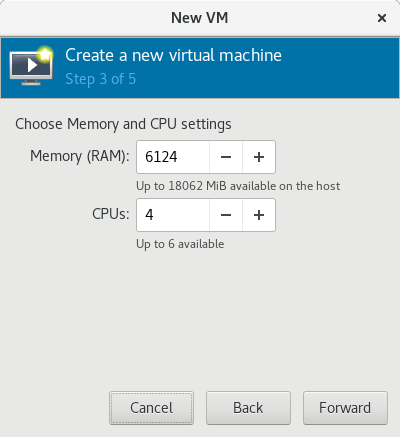 New VM
Create a new virtual machine
Step 3 of 5
Choose Memory and CPU settings
Memory (RAM): 6124
Up to 18062 MiB available on the host
CPUs: 4
Up to 6 available
Cancel Back Forward